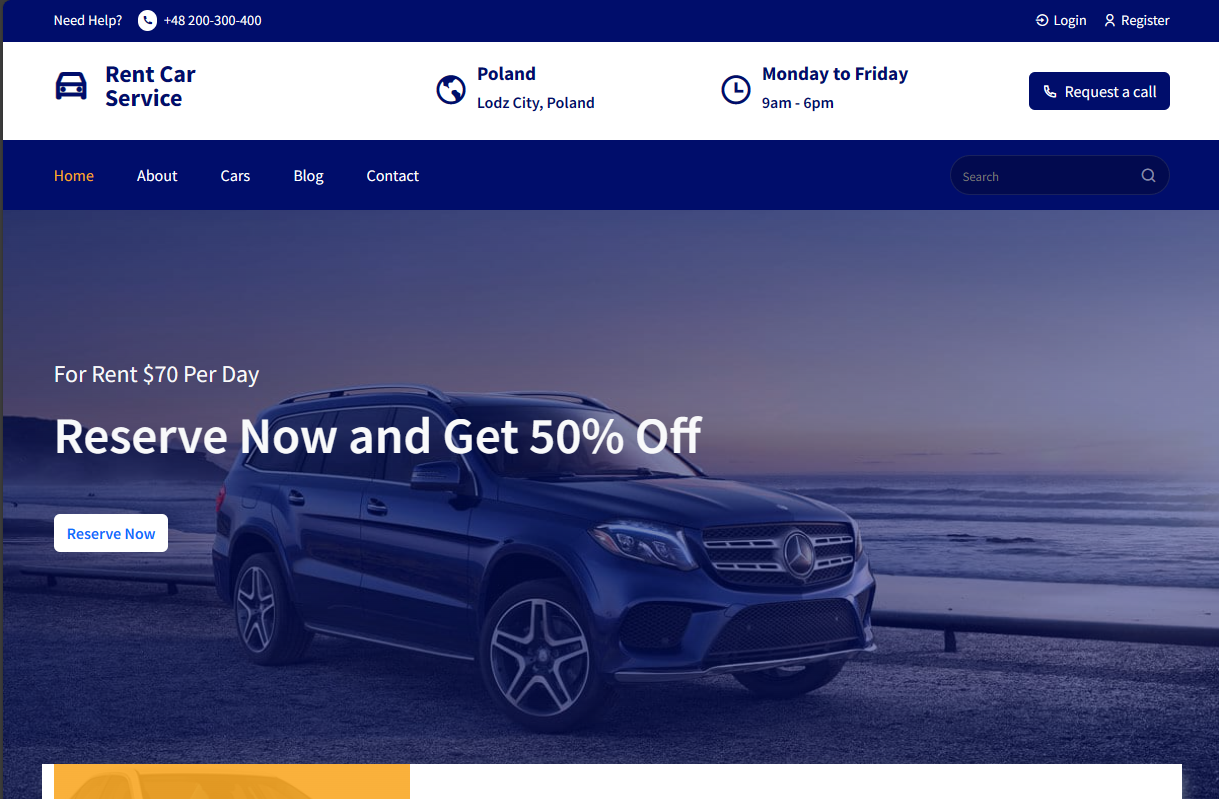 Need Help? +48 200-300-400 Login Register
Rent Car
Service
Poland
Lodz City, Poland
Monday to Friday
9am - 6pm
Request a call
Home About Cars Blog Contact Search
For Rent $70 Per Day
Reserve Now and Get 50% Off
Reserve Now